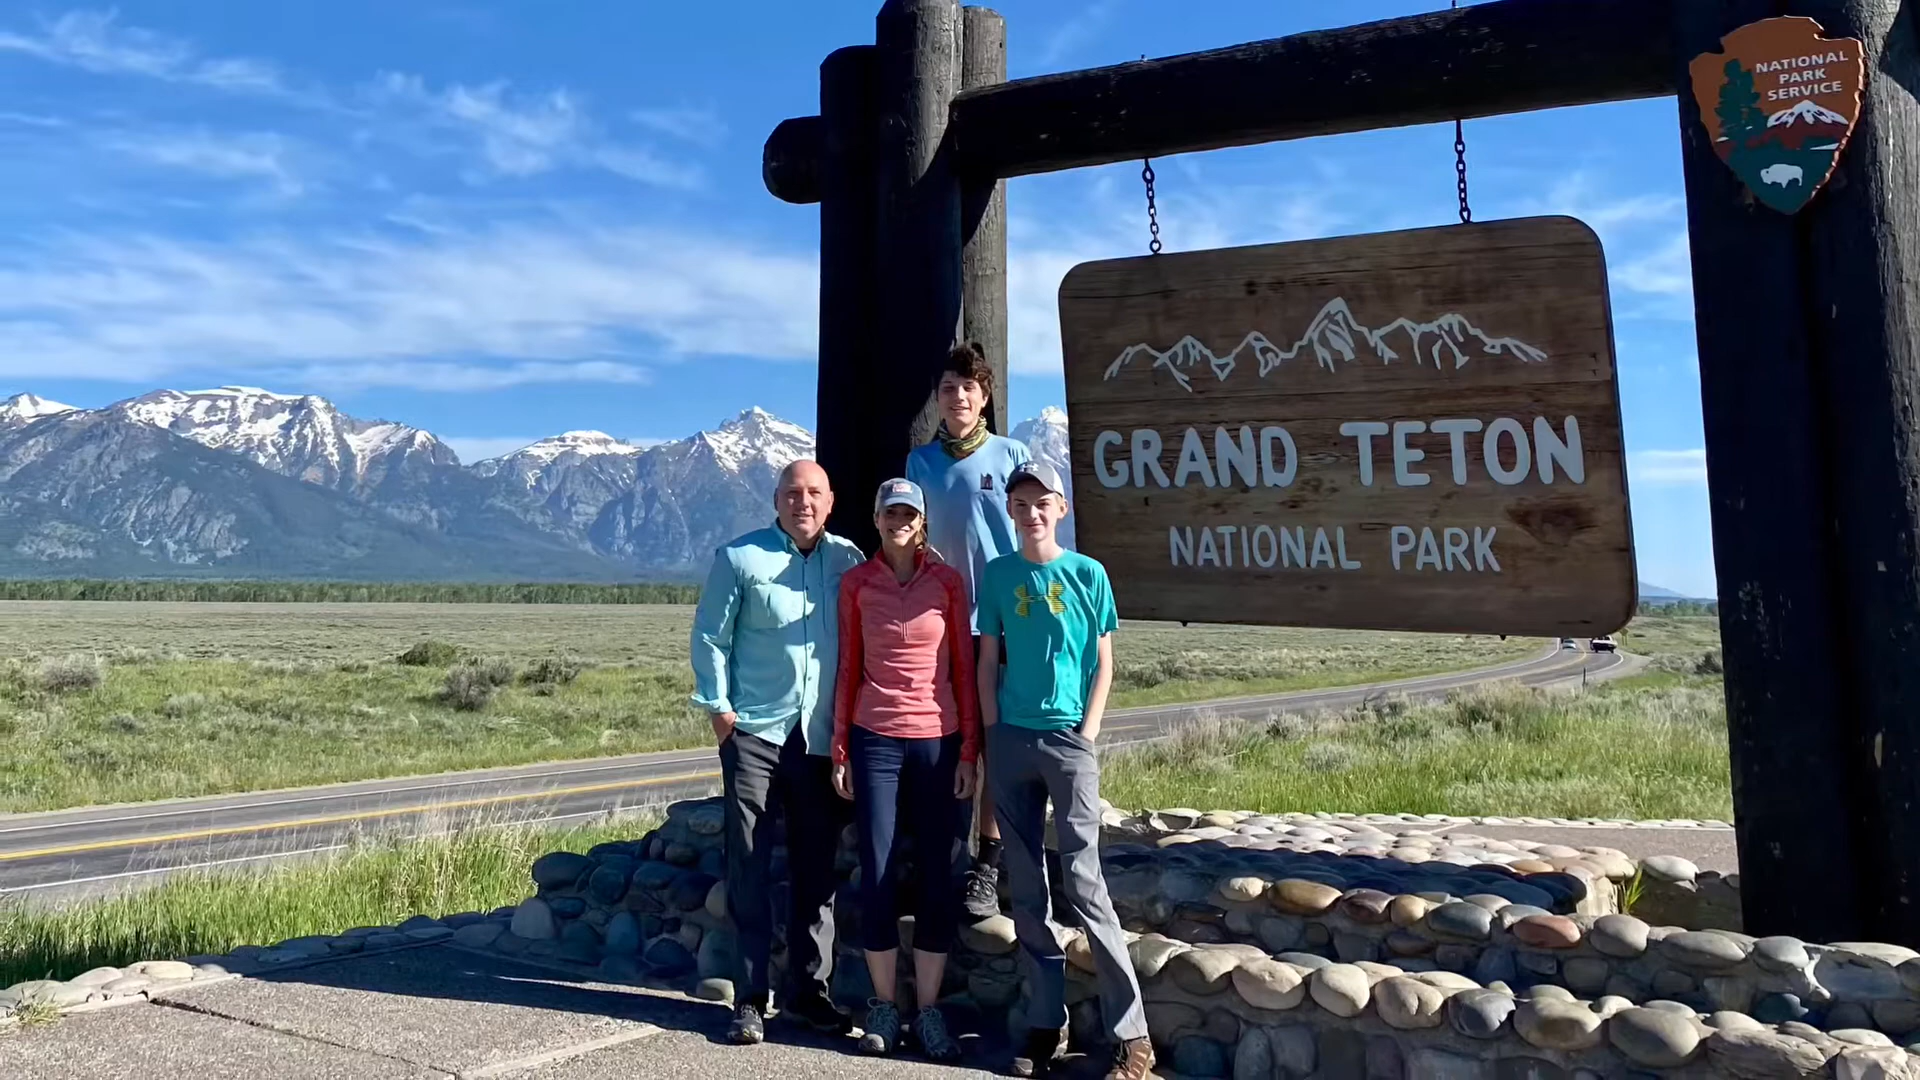 NATIONAL
PARK
SERVICE
GRAND TETON
NATIONAL PARK